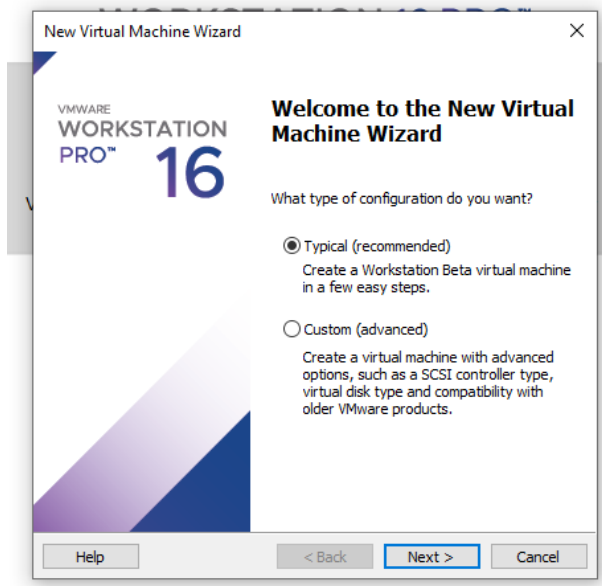 New Virtual Machine Wizard
VMWARE
WORKSTATION
PRO™ 16
Welcome to the New Virtual
Machine Wizard
What type of configuration do you want?
Typical (recommended)
Create a Workstation Beta virtual machine
in a few easy steps.
Custom (advanced)
Create a virtual machine with advanced
options, such as a SCSI controller type,
virtual disk type and compatibility with
older VMware products.
Help
< Back
Next >
Cancel